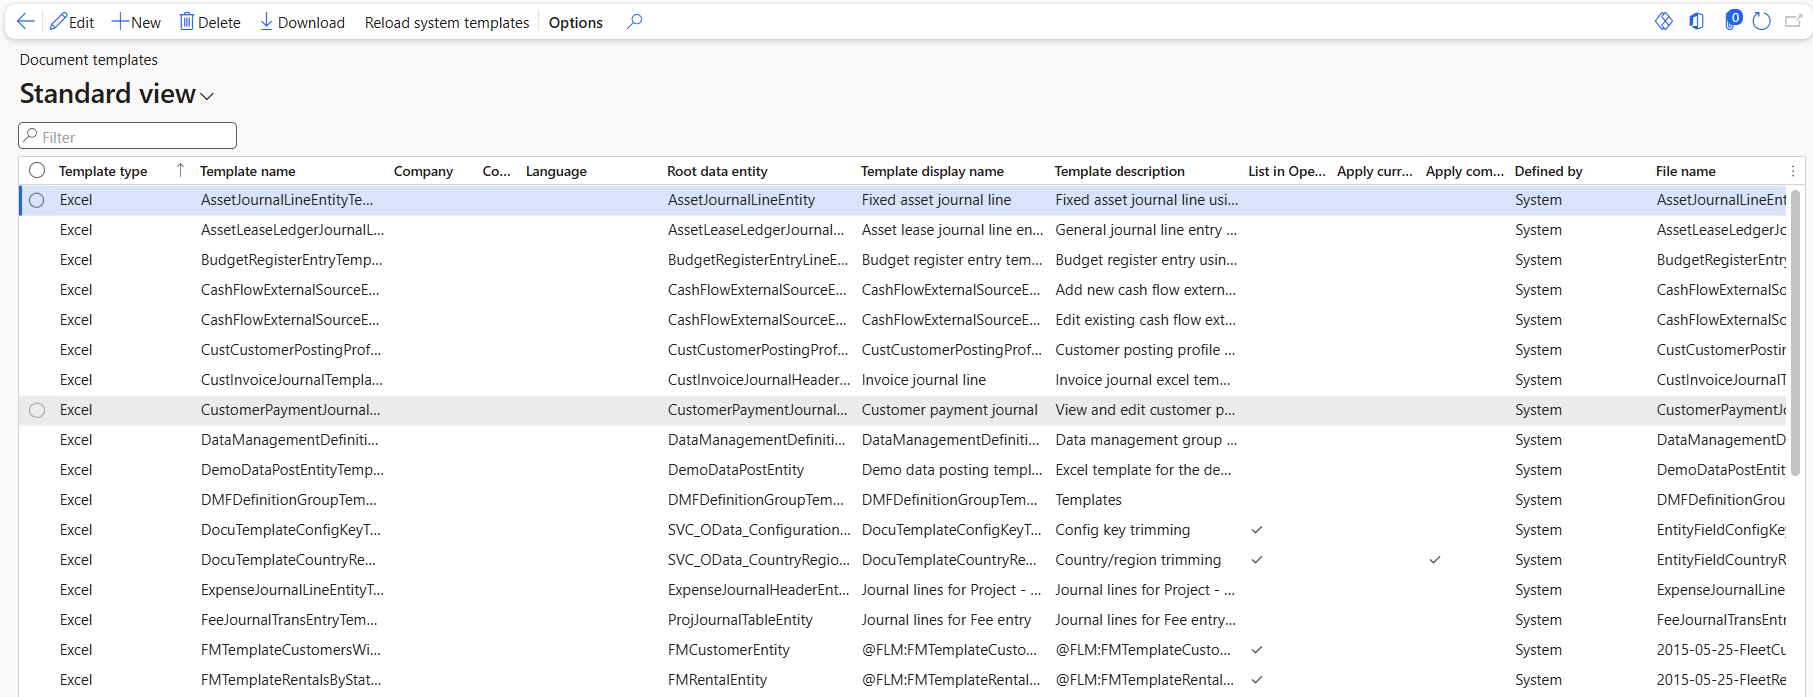 Edit New Delete Download Reload system templates Options 0
Document templates
Standard view
Filter
Template type Template name Company Co... Language Root data entity Template display name Template description List in Ope... Apply curr... Apply com... Defined by File name
Excel AssetJournalLineEntityTe... AssetJournalLineEntity Fixed asset journal line Fixed asset journal line usi... System AssetJournalLineEnt
Excel AssetLeaseLedgerJournalL... AssetLeaseLedgerJournal... Asset lease journal line en... General journal line entry ... System AssetLeaseLedgerJo
Excel BudgetRegisterEntryTemp... BudgetRegisterEntryLineE... Budget register entry tem... Budget register entry usin... System BudgetRegisterEntry
Excel CashFlowExternalSourceE... CashFlowExternalSourceE... CashFlowExternalSourceE... Add new cash flow extern... System CashFlowExternalSo
Excel CashFlowExternalSourceE... CashFlowExternalSourceE... CashFlowExternalSourceE... Edit existing cash flow ext... System CashFlowExternalSo
Excel CustCustomerPostingProf... CustCustomerPostingProf... CustCustomerPostingProf... Customer posting profile ... System CustCustomerPostin
Excel CustInvoiceJournalTempla... CustInvoiceJournalHeader... Invoice journal line Invoice journal excel tem... System CustInvoiceJournalT
Excel CustomerPaymentJournal... CustomerPaymentJournal... Customer payment journal View and edit customer p... System CustomerPaymentJo
Excel DataManagementDefiniti... DataManagementDefiniti... DataManagementDefiniti... Data management group ... System DataManagementD
Excel DemoDataPostEntityTemp... DemoDataPostEntity Demo data posting templ... Excel template for the de... System DemoDataPostEntit
Excel DMFDefinitionGroupTem... DMFDefinitionGroupTem... DMFDefinitionGroupTem... Templates System DMFDefinitionGrou
Excel DocuTemplateConfigKeyT... SVC_OData_Configuration... DocuTemplateConfigKeyT... Config key trimming System EntityFieldConfigKe
Excel DocuTemplateCountryRe... SVC_OData_CountryRegio... DocuTemplateCountryRe... Country/region trimming System EntityFieldCountryR
Excel ExpenseJournalLineEntityT... ExpenseJournalHeaderEnt... Journal lines for Project - ... Journal lines for Project - ... System ExpenseJournalLine
Excel FeeJournalTransEntryTem... ProjJournalTableEntity Journal lines for Fee entry Journal lines for Fee entry... System FeeJournalTransEntr
Excel FMTemplateCustomersWi... FMCustomerEntity @FLM:FMTemplateCusto... @FLM:FMTemplateCusto... System 2015-05-25-FleetCu
Excel FMTemplateRentalsByStat... FMRentalEntity @FLM:FMTemplateRental... @FLM:FMTemplateRental... System 2015-05-25-FleetRe